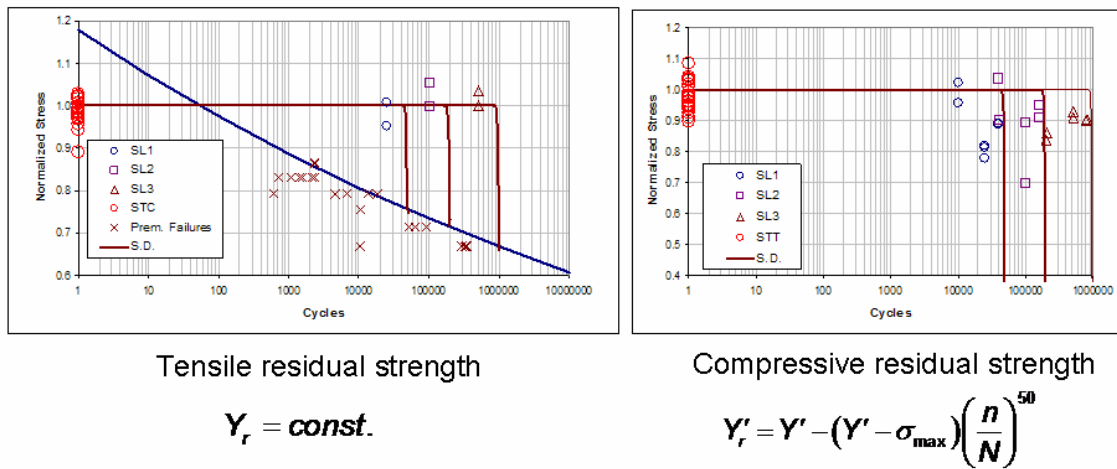 1.2
1.1
1.0
0.9
0.8
0.7
0.6
Normalized Stress
SL1
SL2
SL3
STC
Prem. Failures
S.D.
1 10 100 1000 10000 100000 1000000 10000000
Cycles
1.2
1.1
1.0
0.9
0.8
0.7
0.6
0.5
0.4
Normalized Stress
SL1
SL2
SL3
STT
S.D.
1 10 100 1000 10000 100000 1000000
Cycles
Tensile residual strength
Compressive residual strength
Y_r = const.
Y'_r = Y' − (Y' − σ_max)(n/N)^50